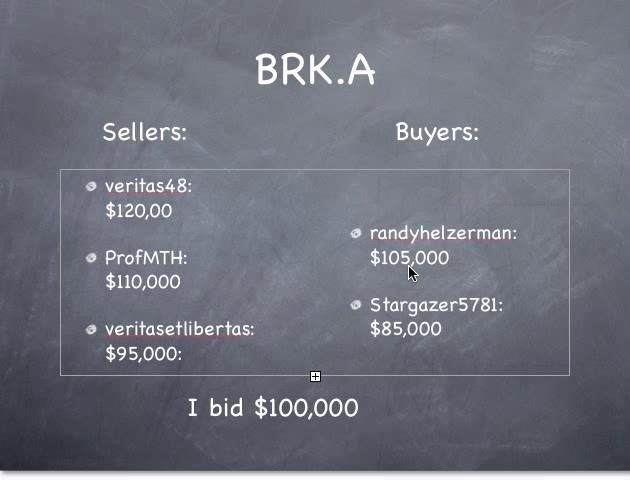 BRK.A
Sellers:
Buyers:
veritas48:
$120,00
ProfMTH:
$110,000
veritasetlibertas:
$95,000:
randyhelzerman:
$105,000
Stargazer5781:
$85,000
I bid $100,000